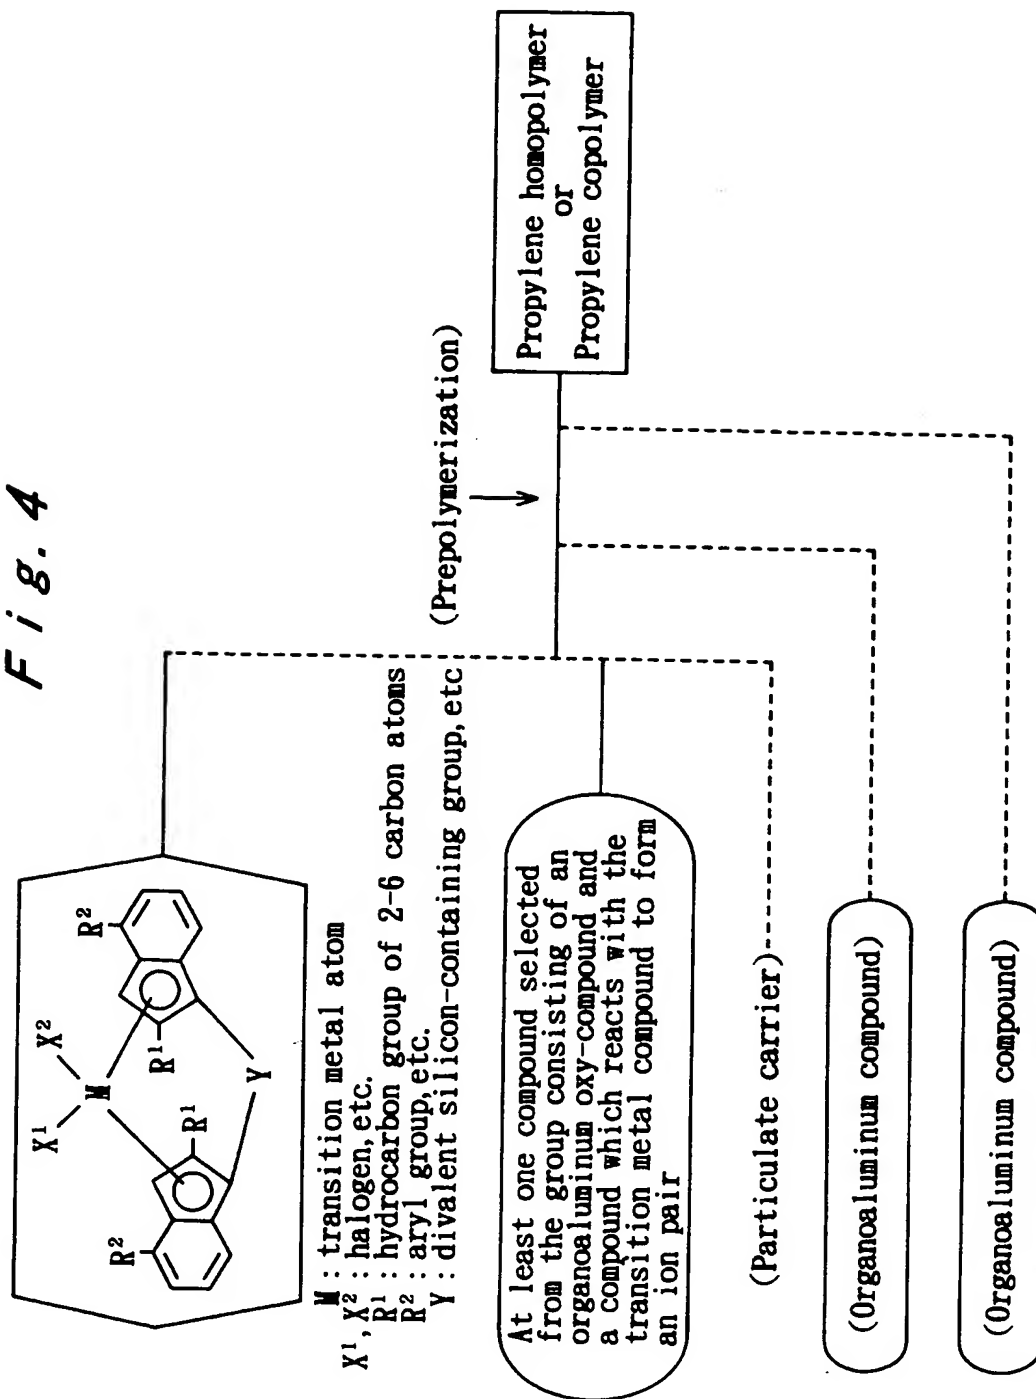 Fig. 4
X¹ X²
M
R² R²
R¹ R¹
Y
M : transition metal atom
X¹, X² : halogen, etc.
R¹ : hydrocarbon group of 2-6 carbon atoms
R² : aryl group, etc.
Y : divalent silicon-containing group, etc
At least one compound selected
from the group consisting of an
organoaluminum oxy-compound and
a compound which reacts with the
transition metal compound to form
an ion pair
(Particulate carrier)
(Organoaluminum compound)
(Organoaluminum compound)
(Prepolymerization)
Propylene homopolymer
or
Propylene copolymer